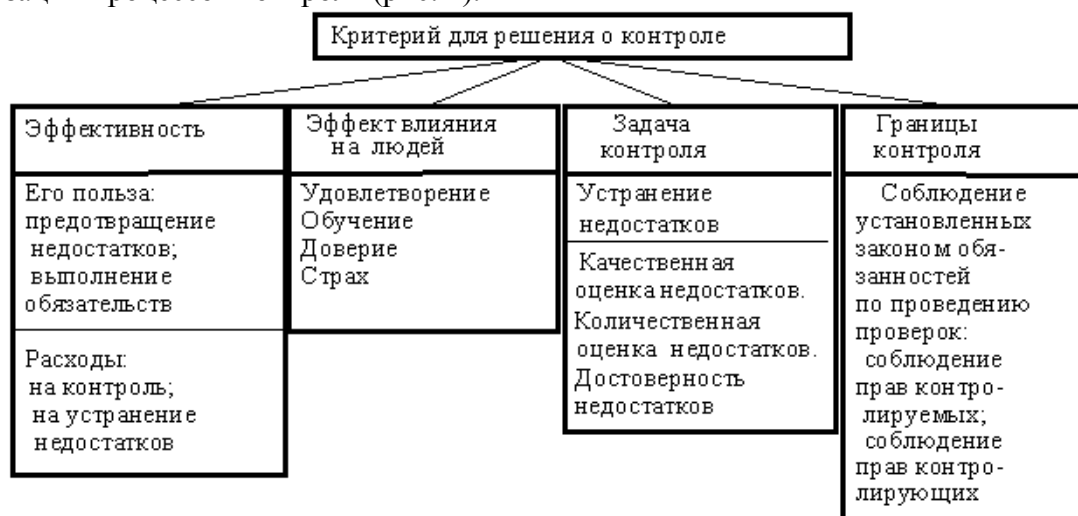 Критерий для решения о контроле
Эффективность
Его польза:
предотвращение
недостатков;
выполнение
обязательств
Расходы:
на контроль;
на устранение
недостатков
Эффект влияния
на людей
Удовлетворение
Обучение
Доверие
Страх
Задача
контроля
Устранение
недостатков
Качественная
оценка недостатков.
Количественная
оценка недостатков.
Достоверность
недостатков
Границы
контроля
Соблюдение
установленных
законом обя-
занностей
по проведению
проверок:
соблюдение
прав контро-
лируемых;
соблюдение
прав контро-
лирующих